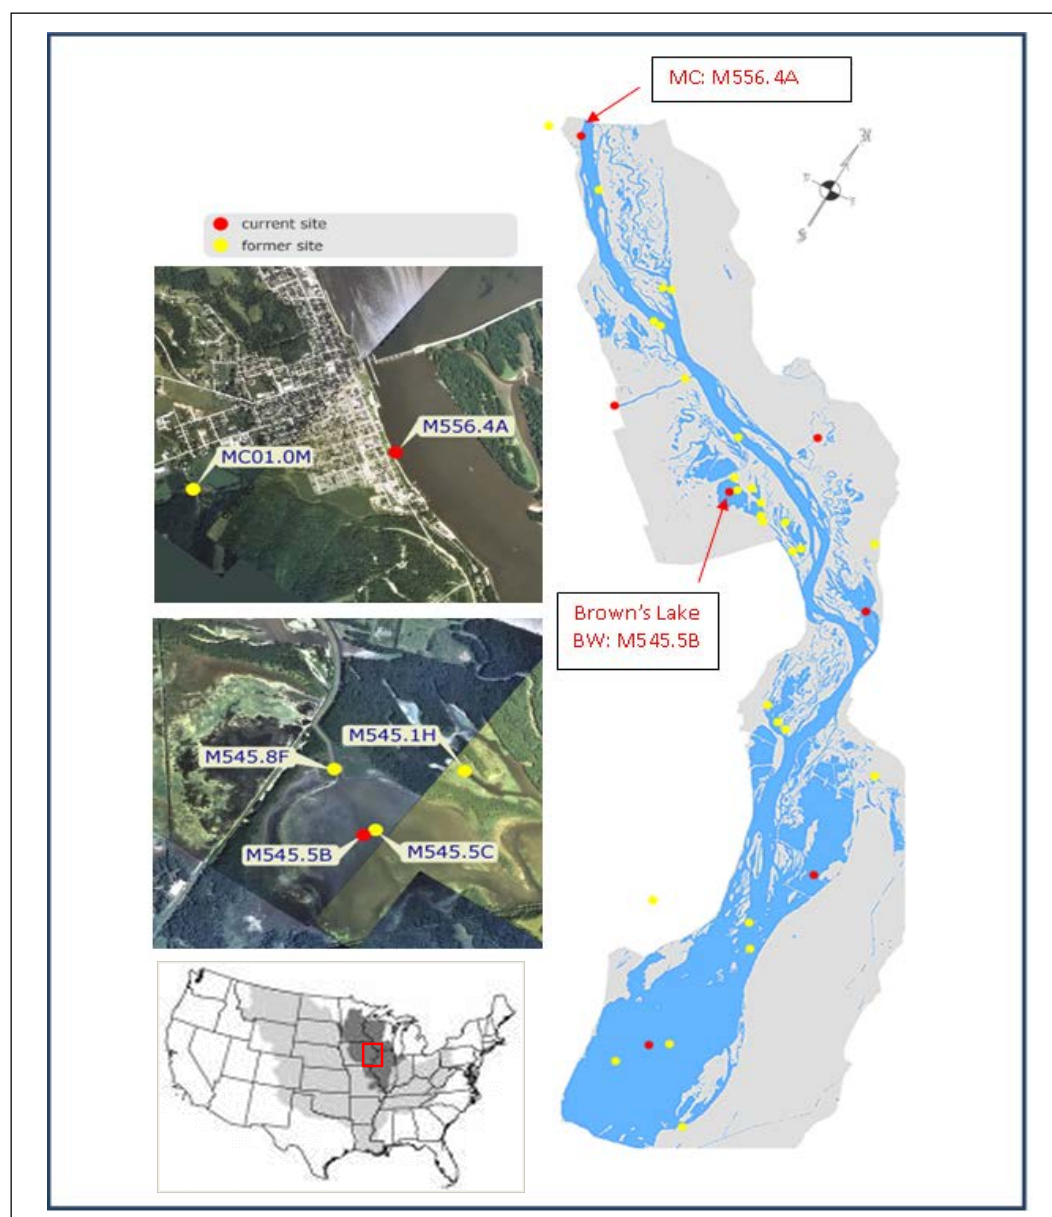 MC: M556.4A
N
S
current site
former site
M556.4A
MC01.0M
Brown's Lake
BW: M545.5B
M545.1H
M545.8F
M545.5B
M545.5C